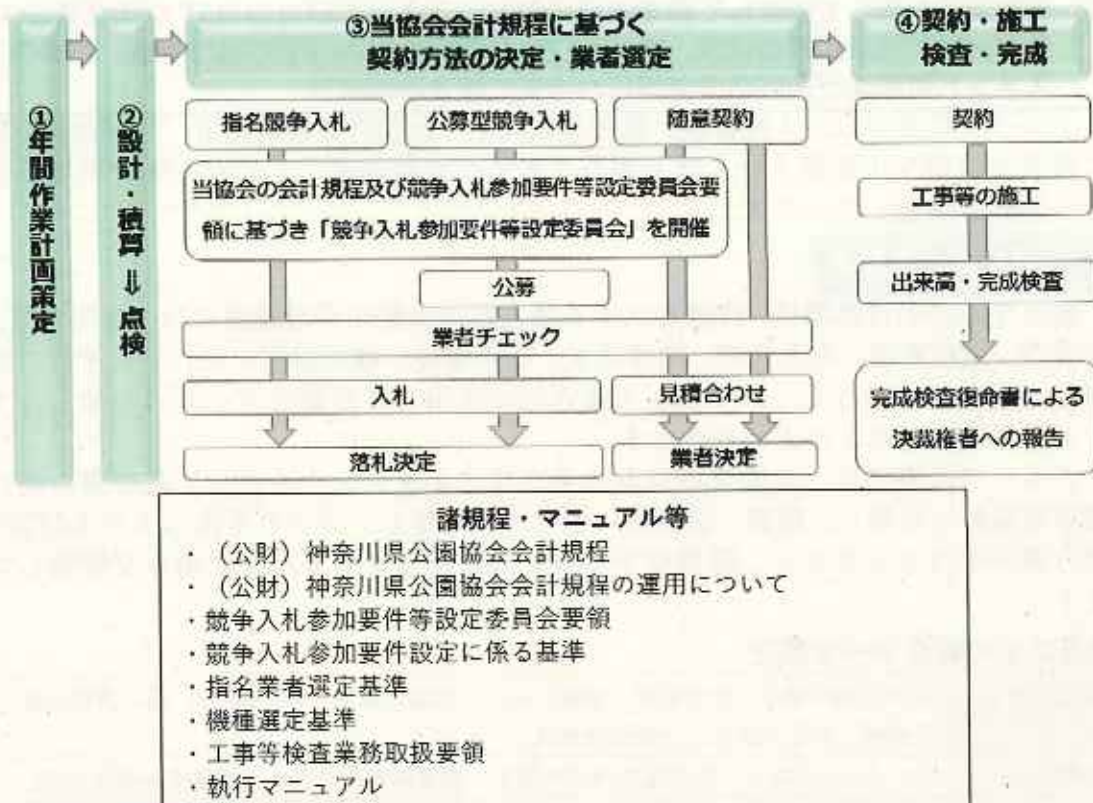 ①年間作業計画策定
②設計・積算⇒点検
③当協会会計規程に基づく
契約方法の決定・業者選定
④契約・施工
検査・完成
指名競争入札
公募型競争入札
随意契約
当協会の会計規程及び競争入札参加要件等設定委員会要
領に基づき「競争入札参加要件等設定委員会」を開催
公募
業者チェック
入札
見積合わせ
落札決定
業者決定
契約
工事等の施工
出来高・完成検査
完成検査復命書による
決裁権者への報告
諸規程・マニュアル等
・（公財）神奈川県公園協会会計規程
・（公財）神奈川県公園協会会計規程の運用について
・競争入札参加要件等設定委員会要領
・競争入札参加要件設定に係る基準
・指名業者選定基準
・機種選定基準
・工事等検査業務取扱要領
・執行マニュアル